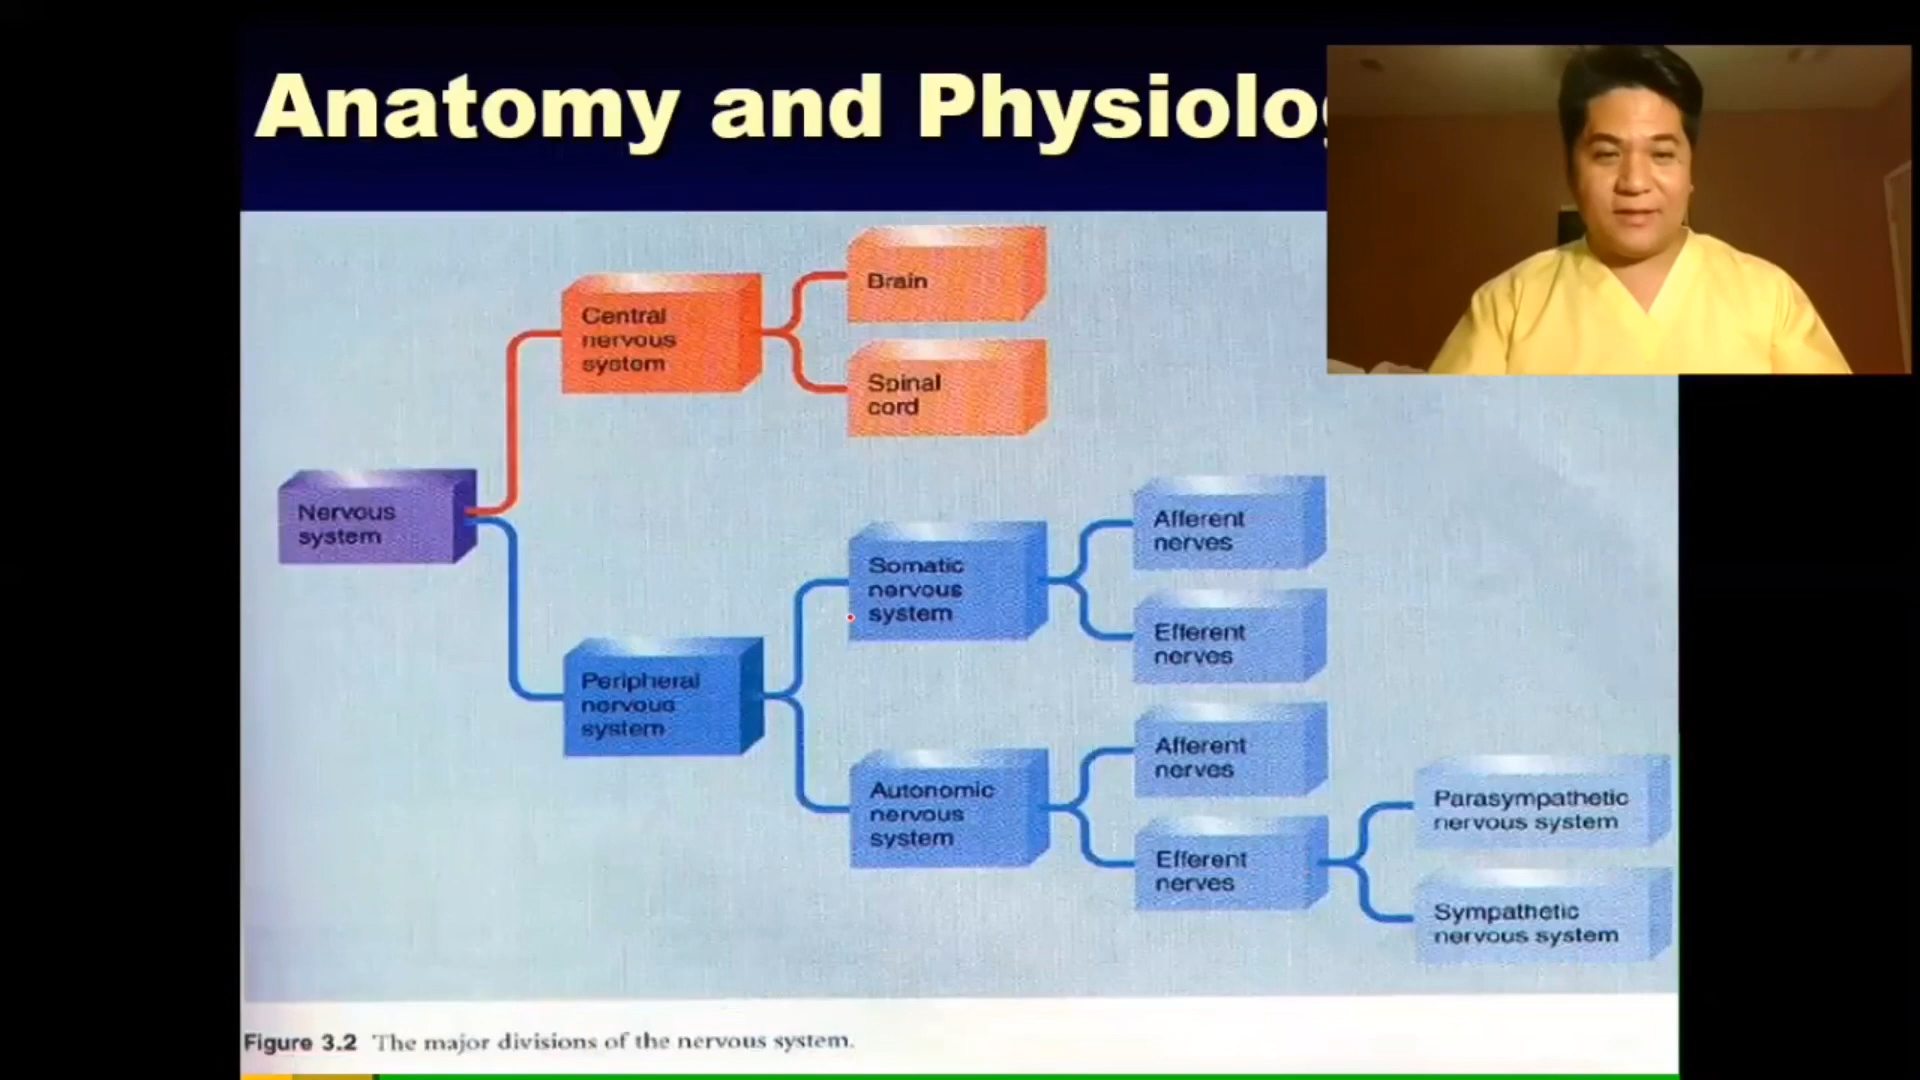 Anatomy and Physiolo
Brain
Central
nervous
system
Spinal
cord
Nervous
system
Afferent
nerves
Somatic
nervous
system
Efferent
nerves
Peripheral
nervous
system
Afferent
nerves
Autonomic
nervous
system
Parasympathetic
nervous system
Efferent
nerves
Sympathetic
nervous system
Figure 3.2 The major divisions of the nervous system.